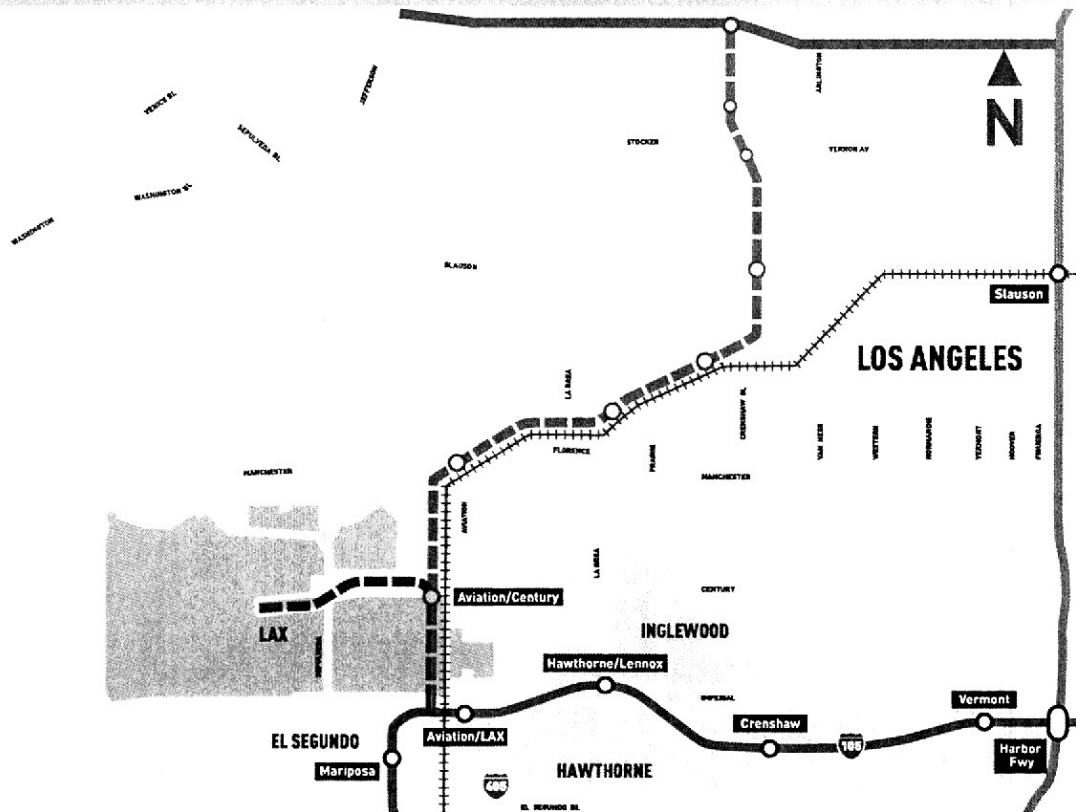 JEFFERSON
ARLINGTON
VENICE BL
N
SEPULVEDA BL
STOCKER
VERNON AV
WASHINGTON BL
WASHINGTON
SLAUSON
Slauson
LOS ANGELES
LA BREA
CRENSHAW BL
FLORENCE
PRAIRIE
VAN NESS
WESTERN
NORMANDIE
VERMONT
HOOVER
FIGUEROA
MANCHESTER
MANCHESTER
AVIATION
LA BREA
CENTURY
Aviation/Century
LAX
SEPULVEDA
INGLEWOOD
Hawthorne/Lennox
IMPERIAL
Vermont
Crenshaw
EL SEGUNDO
Aviation/LAX
105
Harbor
Fwy
Mariposa
HAWTHORNE
405
EL SEGUNDO BL